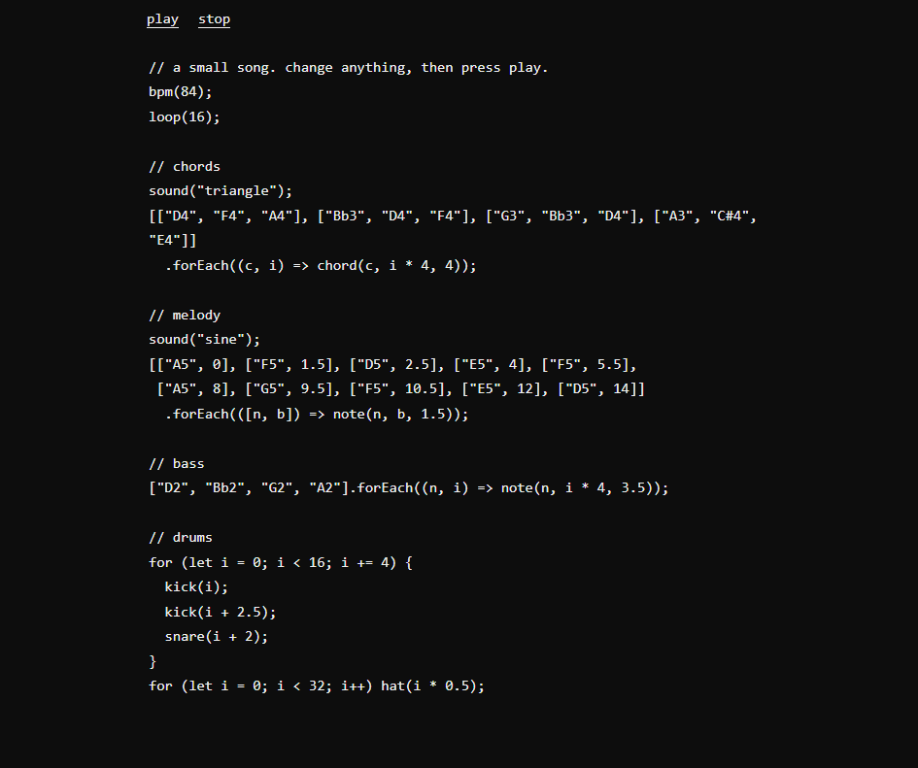 play stop
// a small song. change anything, then press play.
bpm(84);
loop(16);
// chords
sound("triangle");
[["D4", "F4", "A4"], ["Bb3", "D4", "F4"], ["G3", "Bb3", "D4"], ["A3", "C#4",
"E4"]]
  .forEach((c, i) => chord(c, i * 4, 4));
// melody
sound("sine");
[["A5", 0], ["F5", 1.5], ["D5", 2.5], ["E5", 4], ["F5", 5.5],
 ["A5", 8], ["G5", 9.5], ["F5", 10.5], ["E5", 12], ["D5", 14]]
  .forEach(([n, b]) => note(n, b, 1.5));
// bass
["D2", "Bb2", "G2", "A2"].forEach((n, i) => note(n, i * 4, 3.5));
// drums
for (let i = 0; i < 16; i += 4) {
  kick(i);
  kick(i + 2.5);
  snare(i + 2);
}
for (let i = 0; i < 32; i++) hat(i * 0.5);